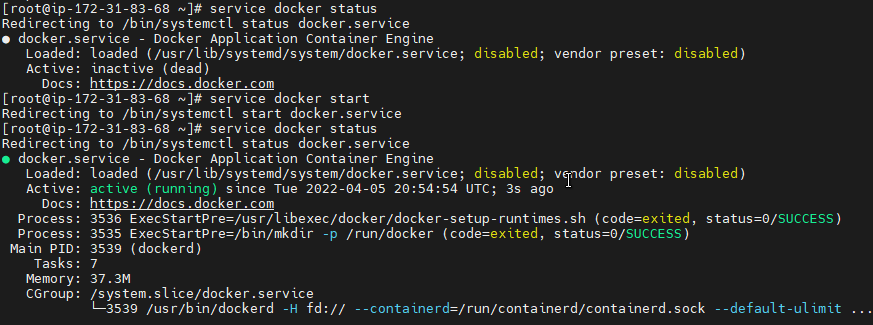 [root@ip-172-31-83-68 ~]# service docker status
Redirecting to /bin/systemctl status docker.service
● docker.service - Docker Application Container Engine
   Loaded: loaded (/usr/lib/systemd/system/docker.service; disabled; vendor preset: disabled)
   Active: inactive (dead)
     Docs: https://docs.docker.com
[root@ip-172-31-83-68 ~]# service docker start
Redirecting to /bin/systemctl start docker.service
[root@ip-172-31-83-68 ~]# service docker status
Redirecting to /bin/systemctl status docker.service
● docker.service - Docker Application Container Engine
   Loaded: loaded (/usr/lib/systemd/system/docker.service; disabled; vendor preset: disabled)
   Active: active (running) since Tue 2022-04-05 20:54:54 UTC; 3s ago
     Docs: https://docs.docker.com
  Process: 3536 ExecStartPre=/usr/libexec/docker/docker-setup-runtimes.sh (code=exited, status=0/SUCCESS)
  Process: 3535 ExecStartPre=/bin/mkdir -p /run/docker (code=exited, status=0/SUCCESS)
 Main PID: 3539 (dockerd)
    Tasks: 7
   Memory: 37.3M
   CGroup: /system.slice/docker.service
           └─3539 /usr/bin/dockerd -H fd:// --containerd=/run/containerd/containerd.sock --default-ulimit ...